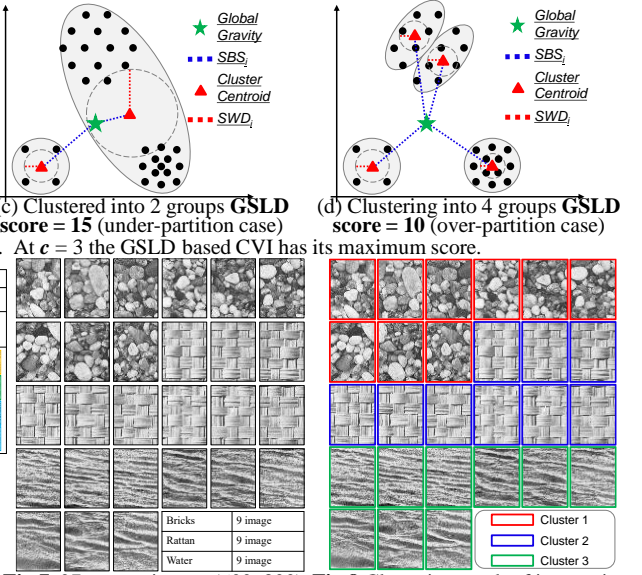 Global
Gravity
SBSi
Cluster
Centroid
SWDi
Global
Gravity
SBSi
Cluster
Centroid
SWDi
(c) Clustered into 2 groups GSLD
score = 15 (under-partition case)
(d) Clustering into 4 groups GSLD
score = 10 (over-partition case)
. At c = 3 the GSLD based CVI has its maximum score.
Bricks 9 image
Rattan 9 image
Water 9 image
Cluster 1
Cluster 2
Cluster 3